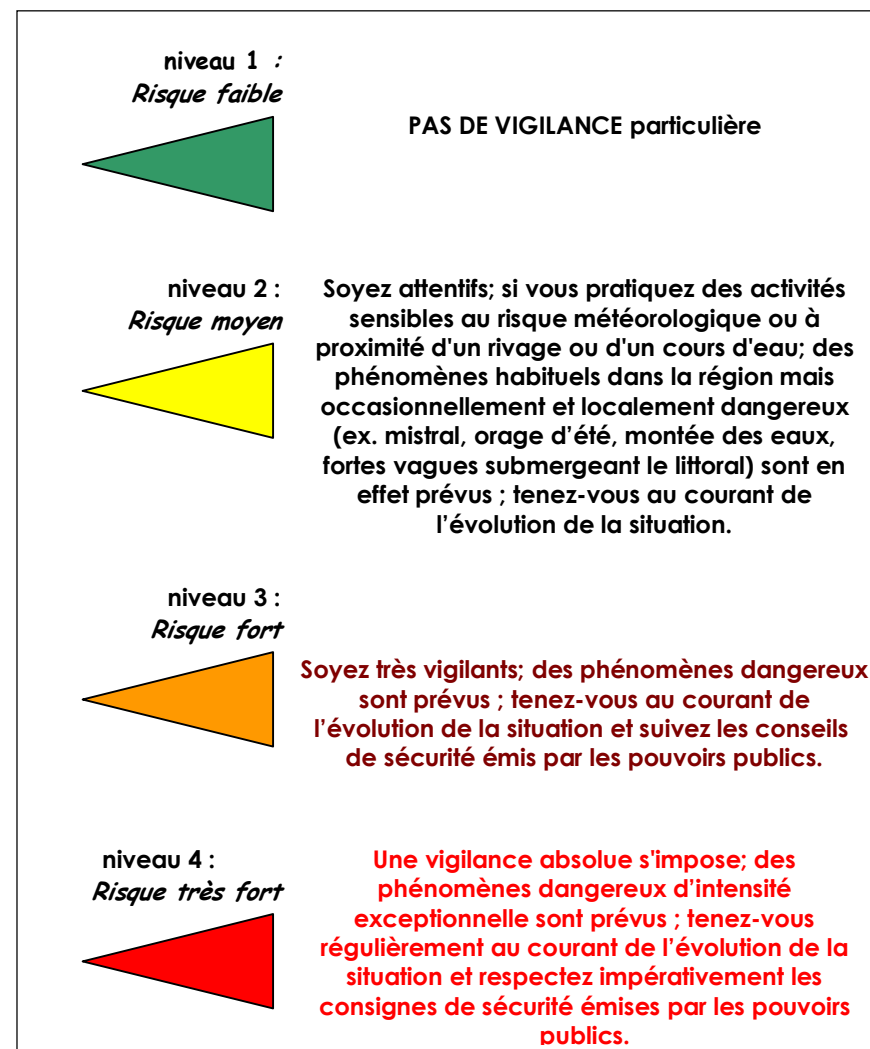 niveau 1 :
Risque faible
PAS DE VIGILANCE particulière
niveau 2 :
Risque moyen
Soyez attentifs; si vous pratiquez des activités
sensibles au risque météorologique ou à
proximité d'un rivage ou d'un cours d'eau; des
phénomènes habituels dans la région mais
occasionnellement et localement dangereux
(ex. mistral, orage d’été, montée des eaux,
fortes vagues submergeant le littoral) sont en
effet prévus ; tenez-vous au courant de
l’évolution de la situation.
niveau 3 :
Risque fort
Soyez très vigilants; des phénomènes dangereux
sont prévus ; tenez-vous au courant de
l’évolution de la situation et suivez les conseils
de sécurité émis par les pouvoirs publics.
niveau 4 :
Risque très fort
Une vigilance absolue s'impose; des
phénomènes dangereux d’intensité
exceptionnelle sont prévus ; tenez-vous
régulièrement au courant de l’évolution de la
situation et respectez impérativement les
consignes de sécurité émises par les pouvoirs
publics.